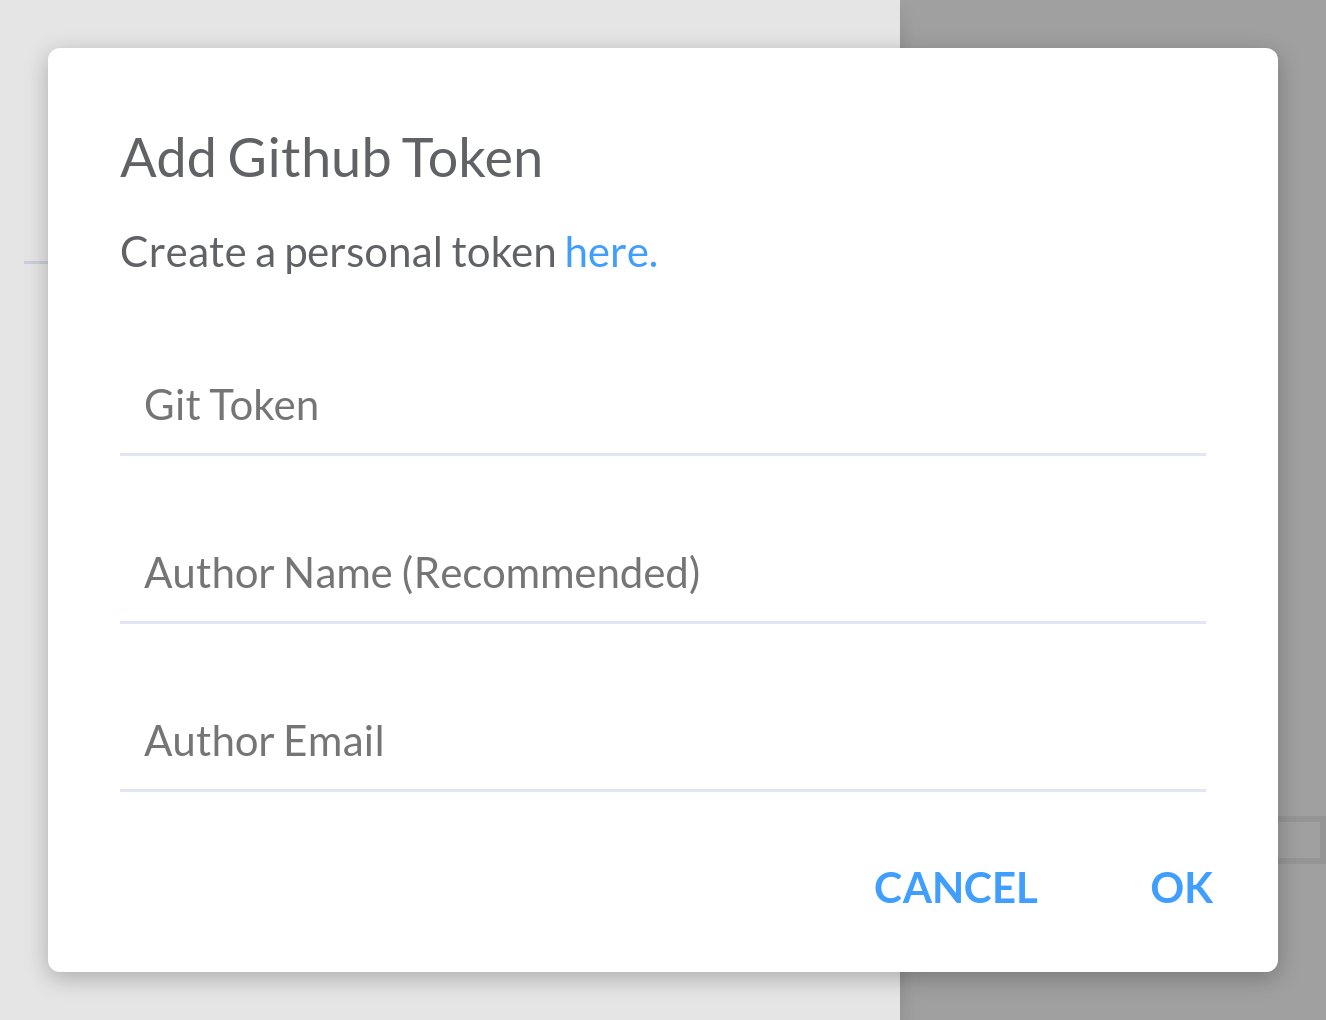 Add Github Token
Create a personal token here.
Git Token
Author Name (Recommended)
Author Email
CANCEL OK